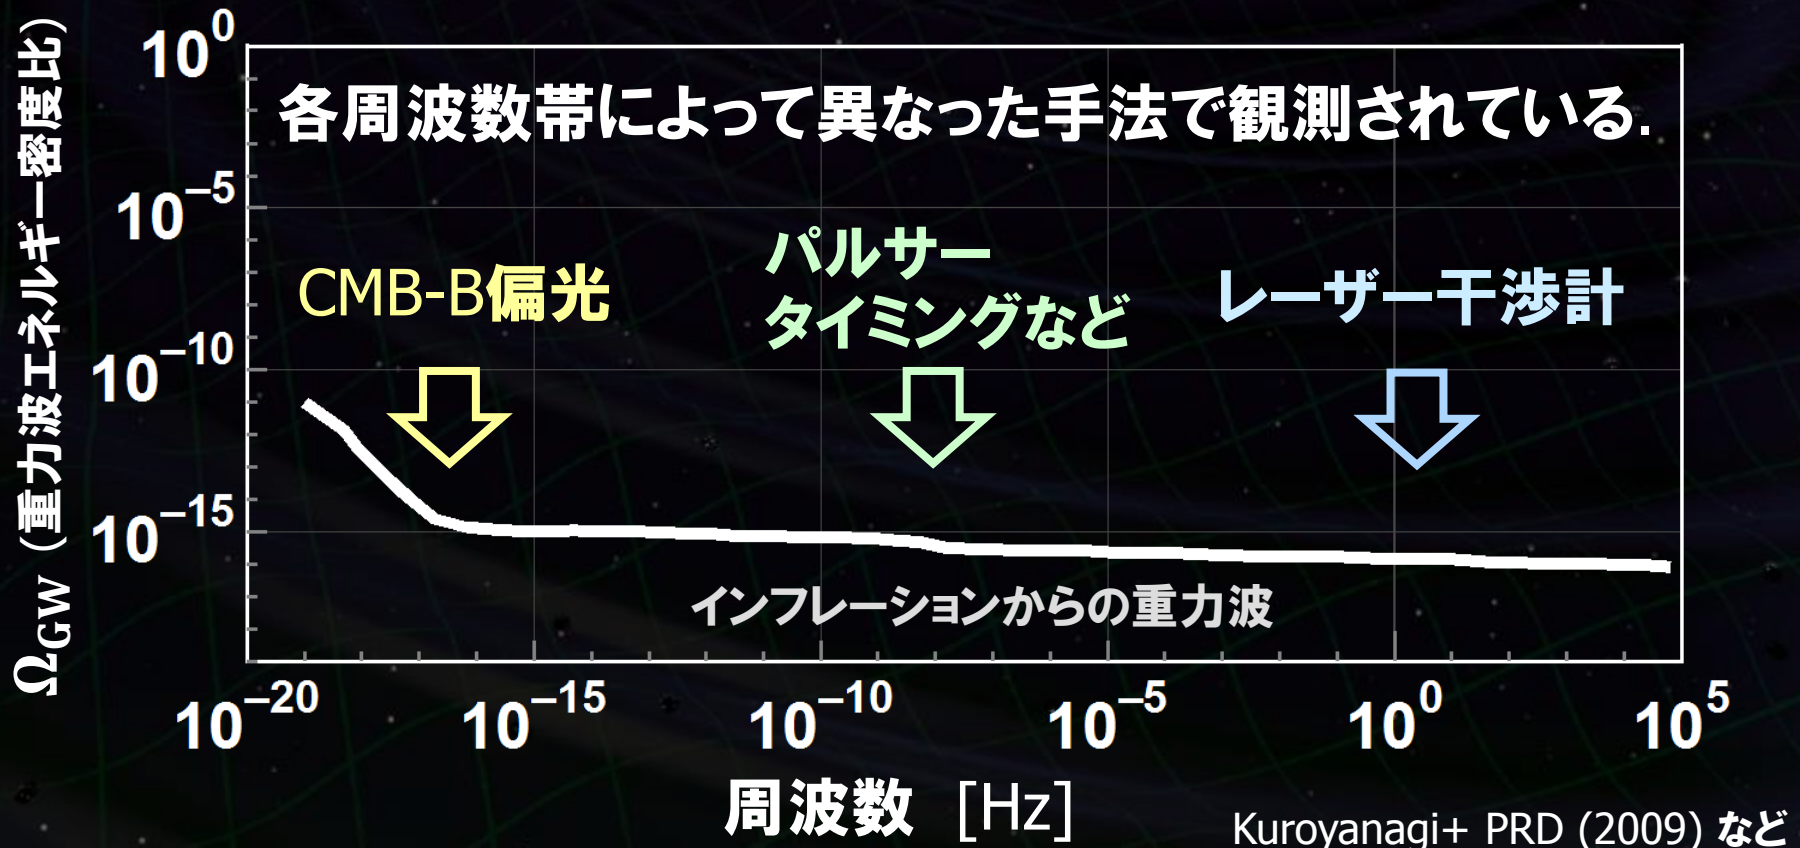 Ω_GW (重力波エネルギー密度比)
10^0
10^−5
10^−10
10^−15
各周波数帯によって異なった手法で観測されている.
CMB-B偏光
パルサー
タイミングなど
レーザー干渉計
インフレーションからの重力波
10^−20 10^−15 10^−10 10^−5 10^0 10^5
周波数 [Hz]
Kuroyanagi+ PRD (2009) など